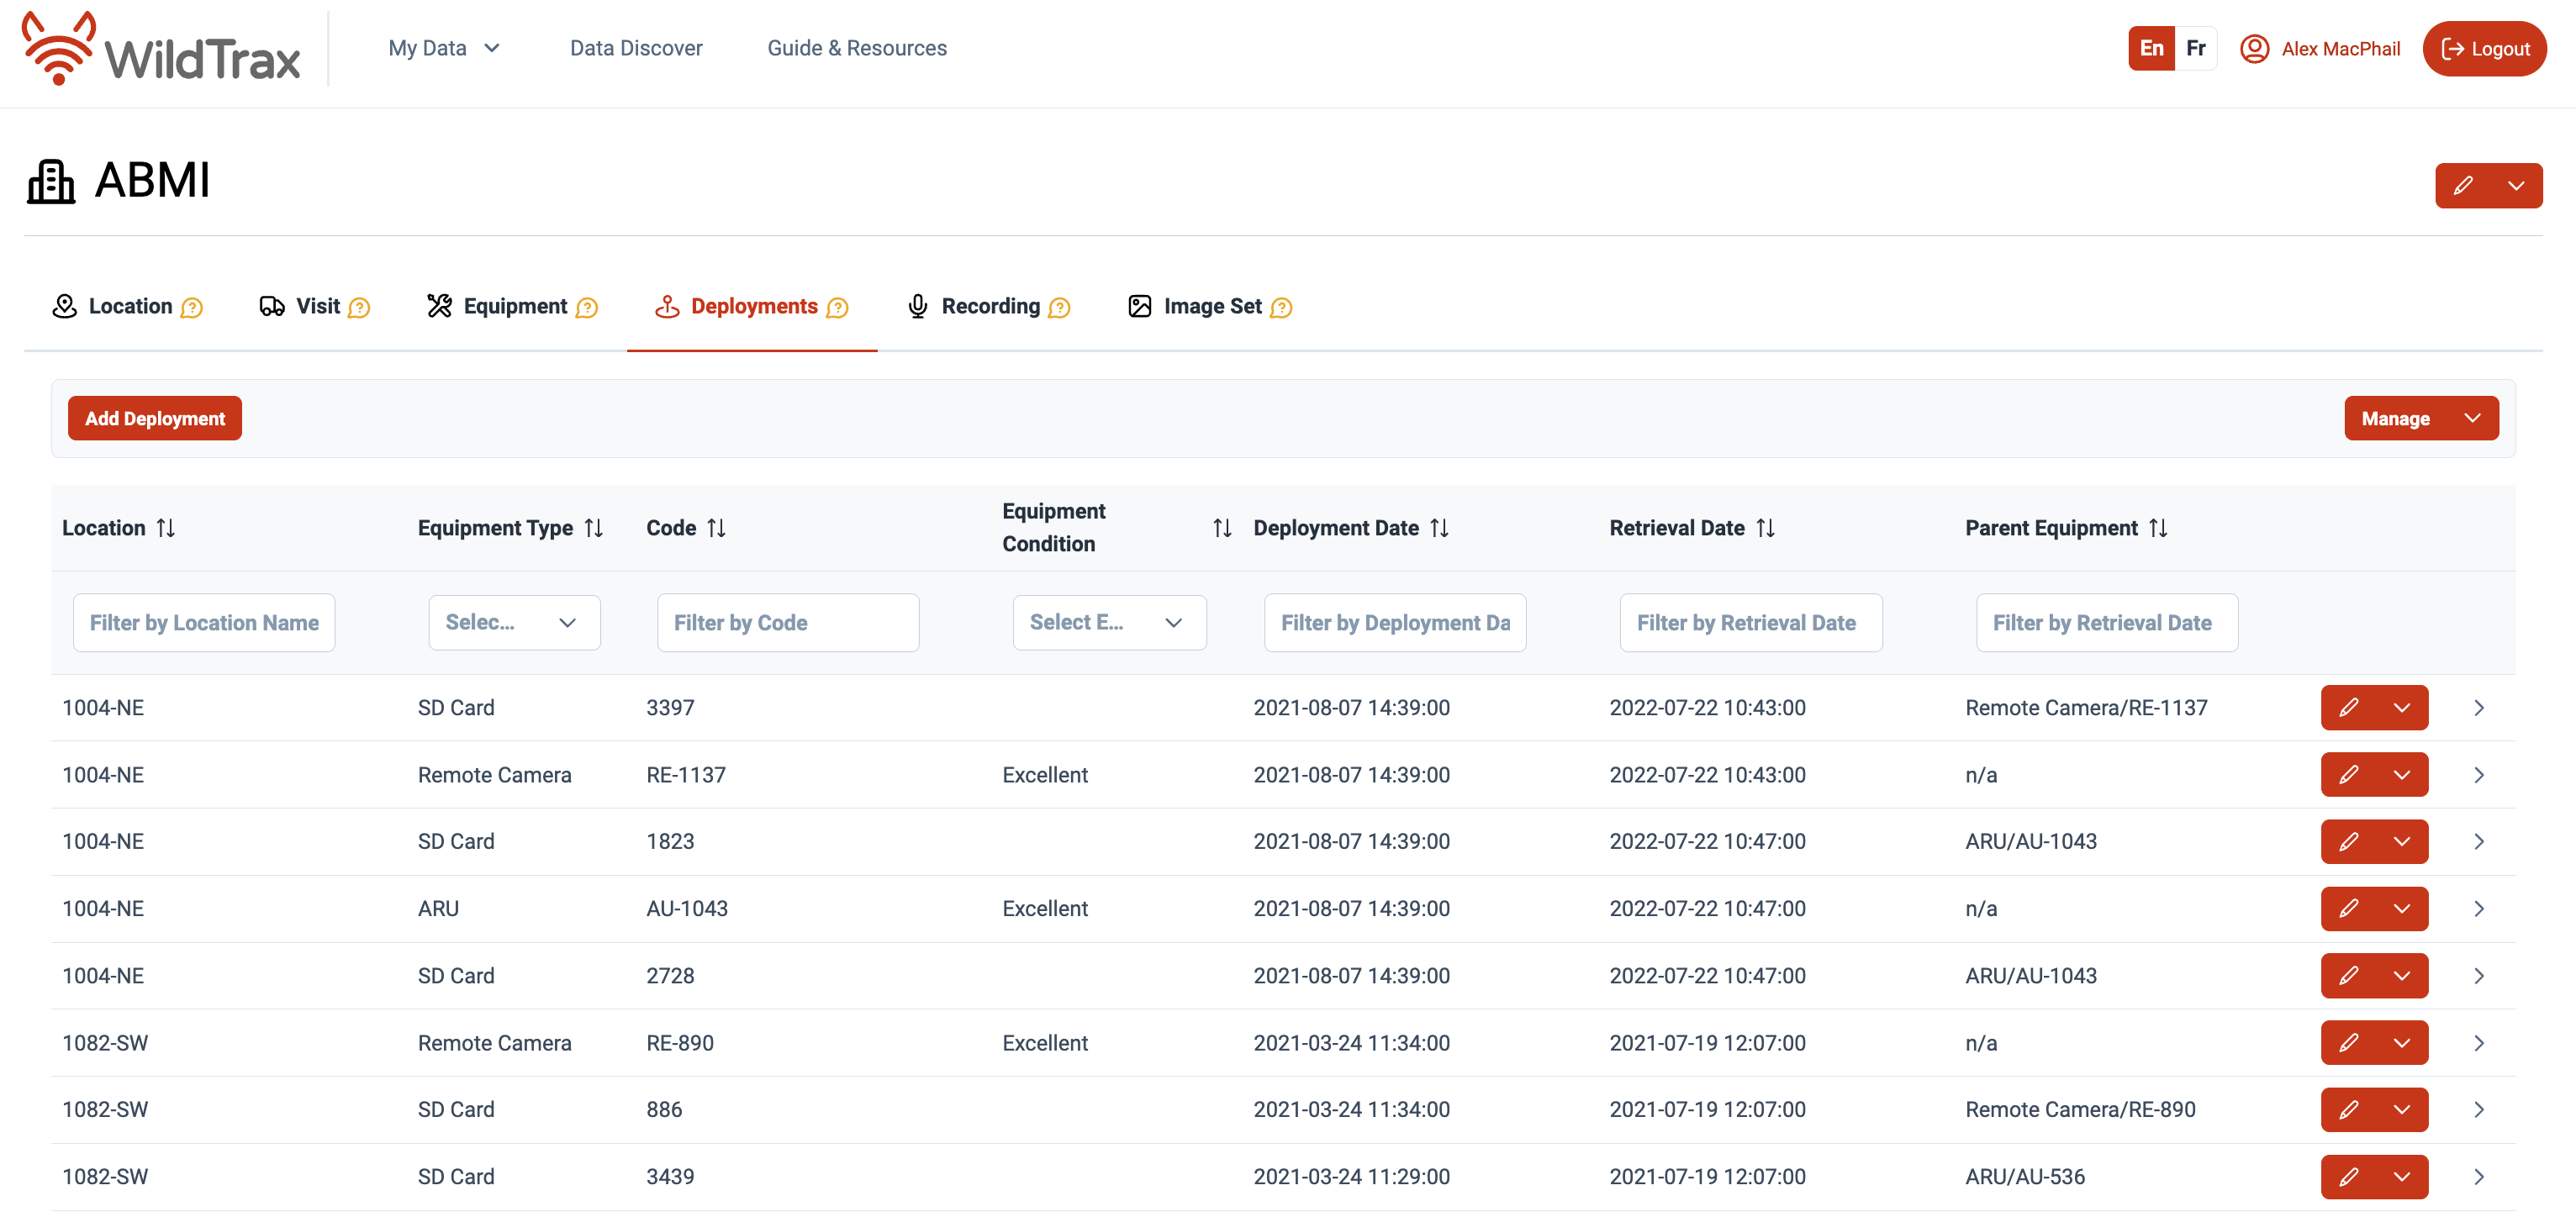 WildTrax
My Data
Data Discover
Guide & Resources
En
Fr
Alex MacPhail
Logout
ABMI
Location
Visit
Equipment
Deployments
Recording
Image Set
Add Deployment
Manage
Location Equipment Type Code Equipment Condition Deployment Date Retrieval Date Parent Equipment
Filter by Location Name Selec... Filter by Code Select E... Filter by Deployment Da Filter by Retrieval Date Filter by Retrieval Date
1004-NE SD Card 3397 2021-08-07 14:39:00 2022-07-22 10:43:00 Remote Camera/RE-1137
1004-NE Remote Camera RE-1137 Excellent 2021-08-07 14:39:00 2022-07-22 10:43:00 n/a
1004-NE SD Card 1823 2021-08-07 14:39:00 2022-07-22 10:47:00 ARU/AU-1043
1004-NE ARU AU-1043 Excellent 2021-08-07 14:39:00 2022-07-22 10:47:00 n/a
1004-NE SD Card 2728 2021-08-07 14:39:00 2022-07-22 10:47:00 ARU/AU-1043
1082-SW Remote Camera RE-890 Excellent 2021-03-24 11:34:00 2021-07-19 12:07:00 n/a
1082-SW SD Card 886 2021-03-24 11:34:00 2021-07-19 12:07:00 Remote Camera/RE-890
1082-SW SD Card 3439 2021-03-24 11:29:00 2021-07-19 12:07:00 ARU/AU-536